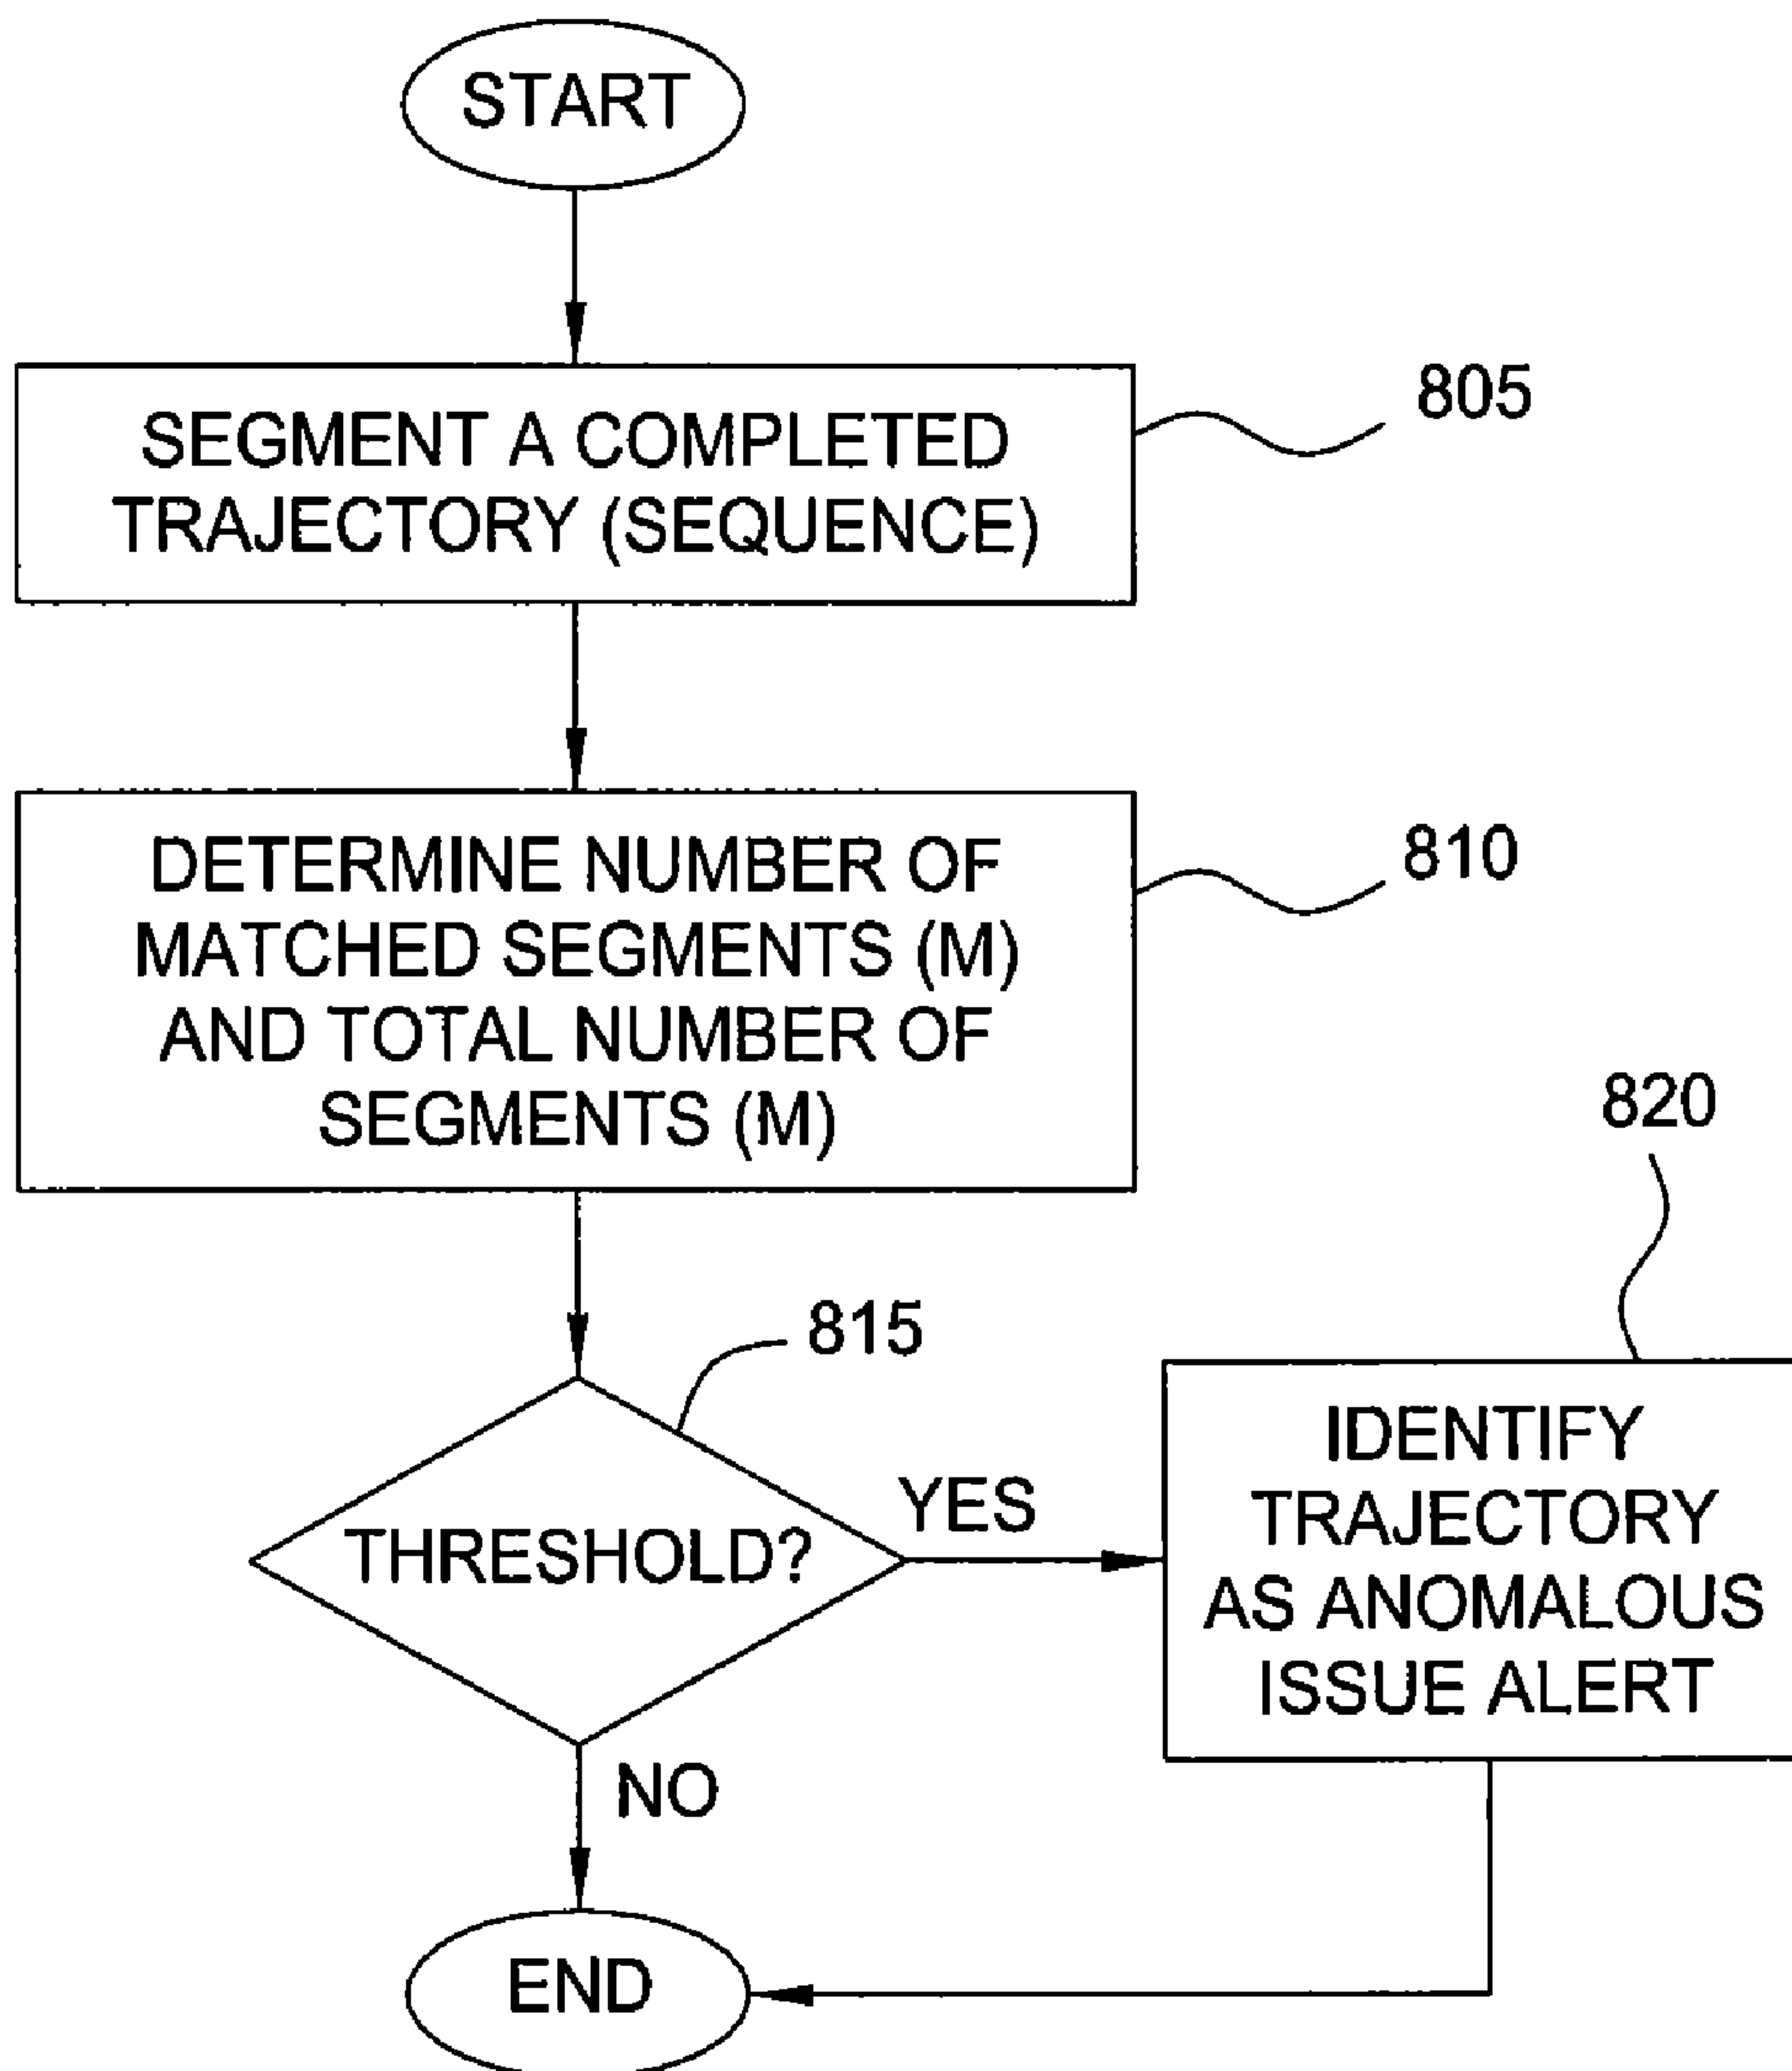 START
805
SEGMENT A COMPLETED
TRAJECTORY (SEQUENCE)
810
DETERMINE NUMBER OF
MATCHED SEGMENTS (M)
AND TOTAL NUMBER OF
SEGMENTS (M)
815
THRESHOLD?
YES
820
IDENTIFY
TRAJECTORY
AS ANOMALOUS
ISSUE ALERT
NO
END